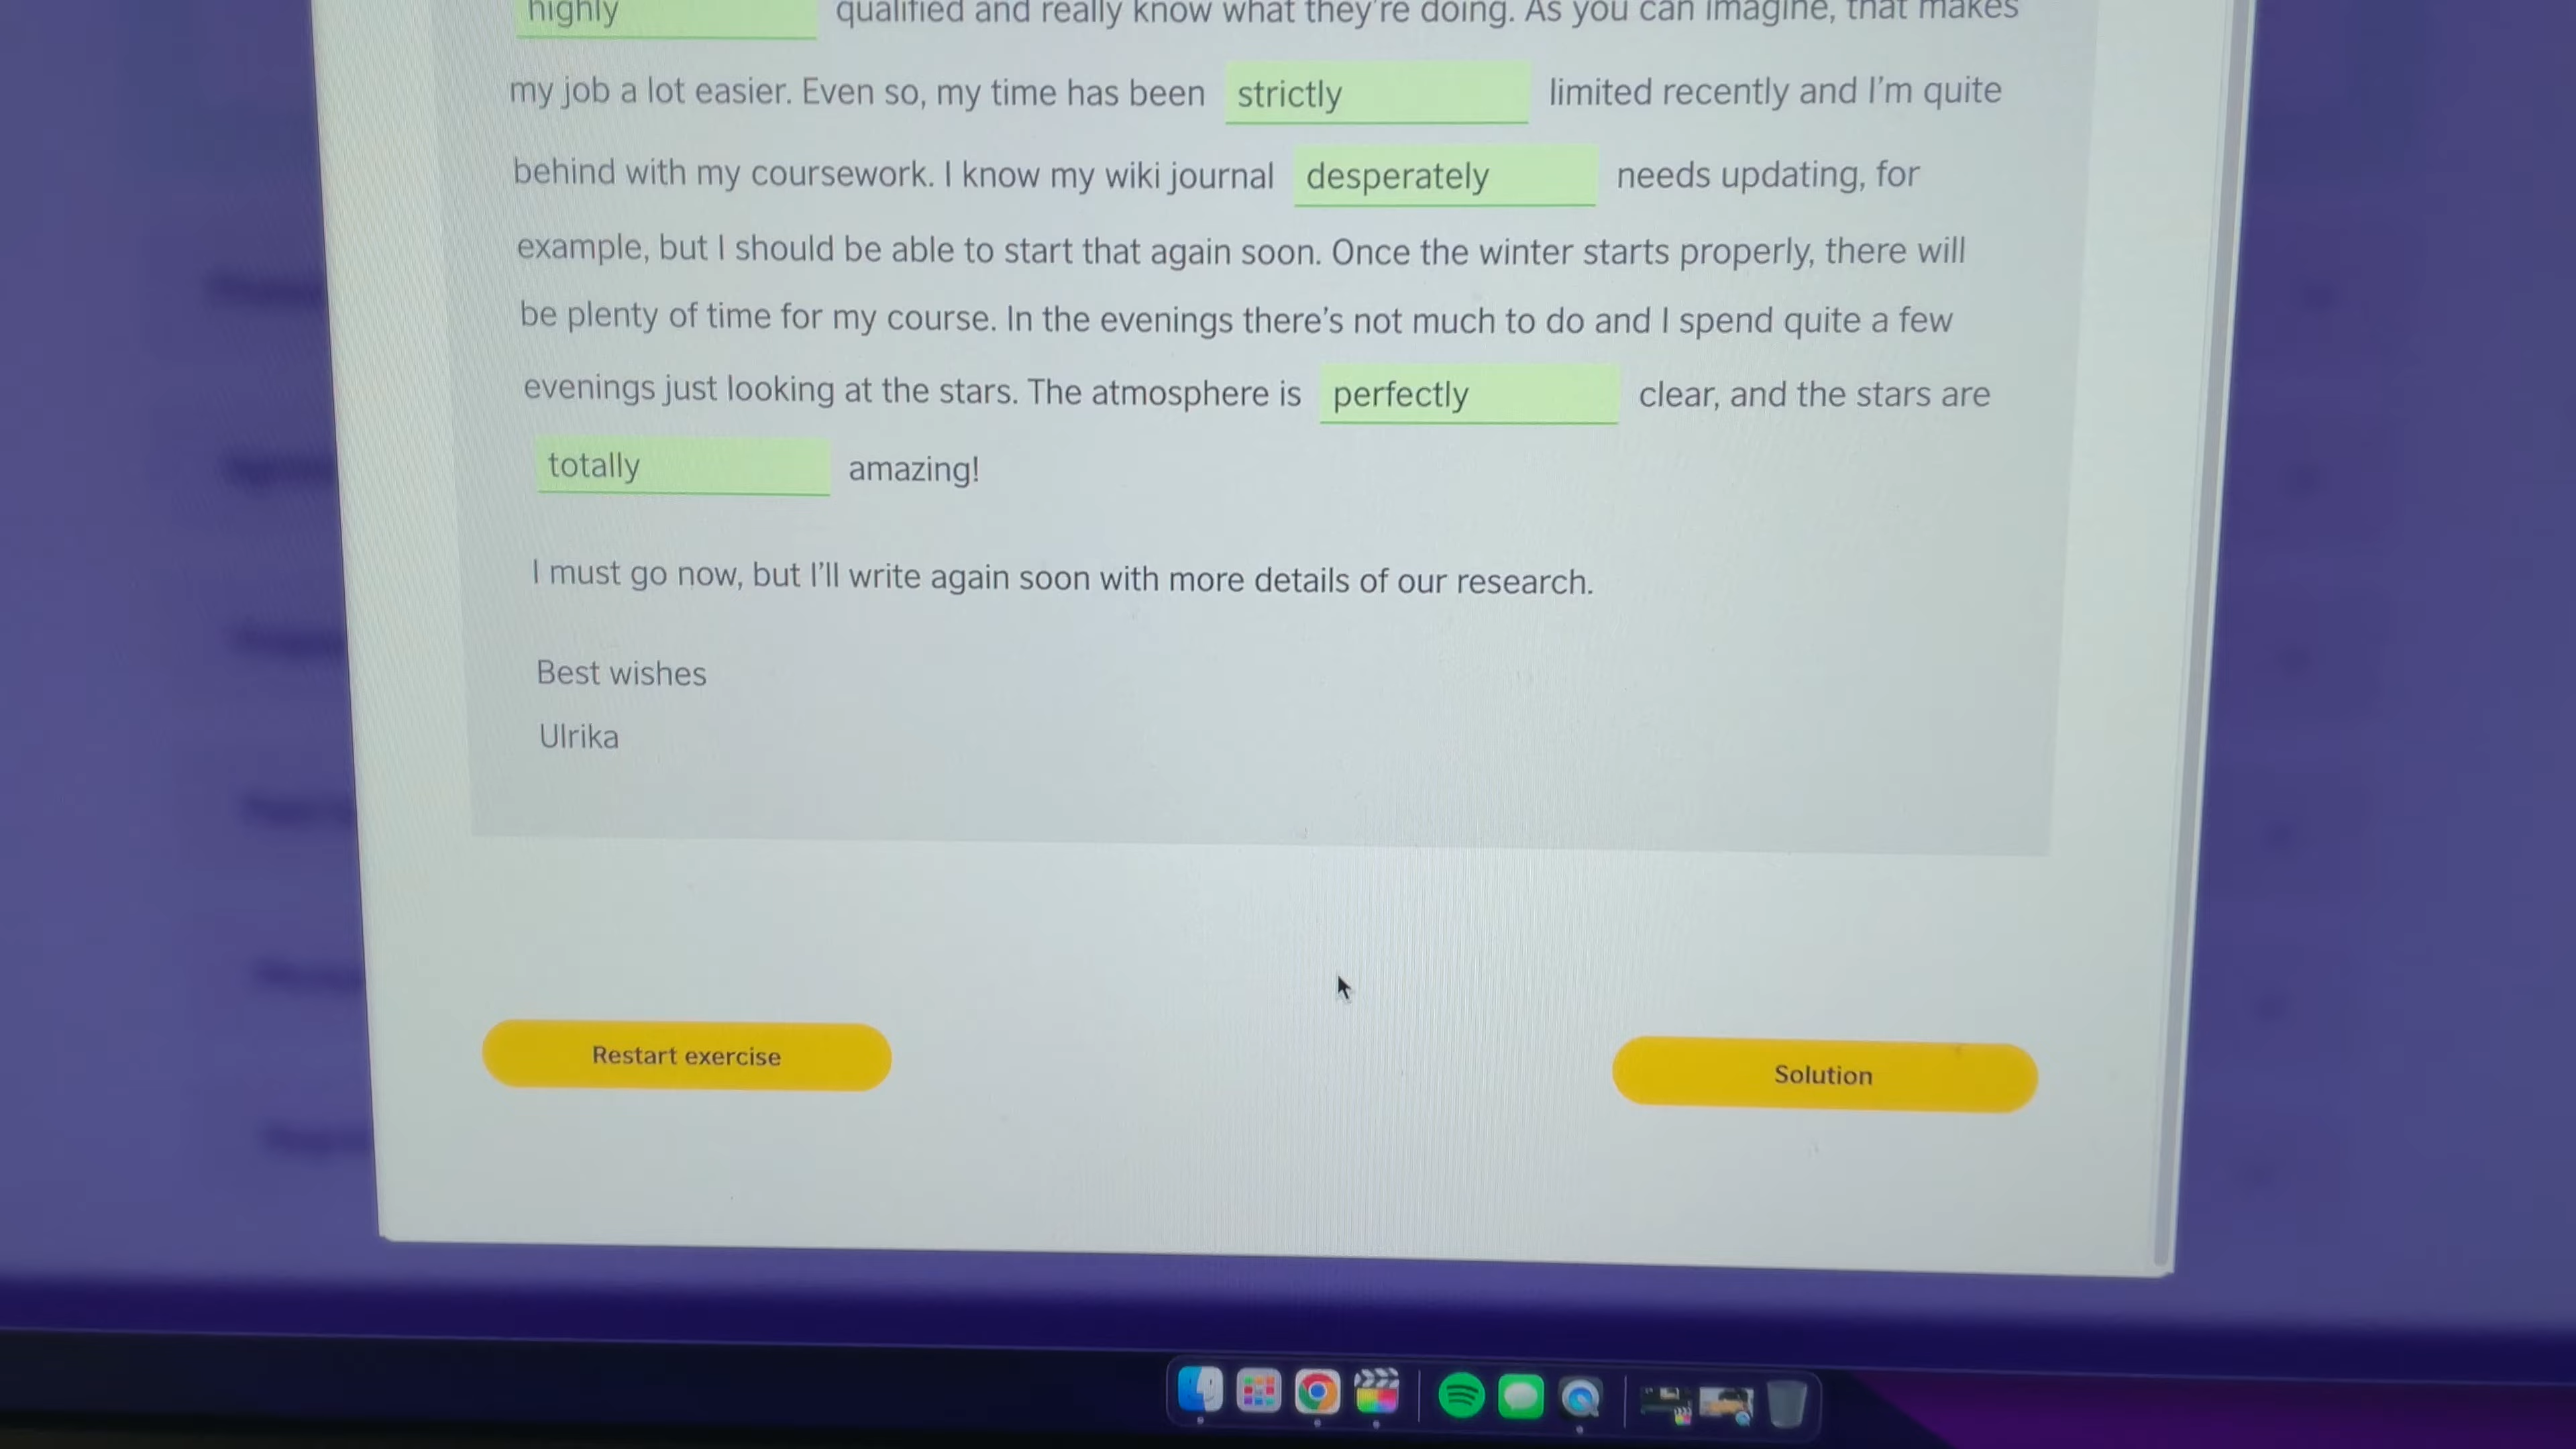 highly qualified and really know what they're doing. As you can imagine, that makes
my job a lot easier. Even so, my time has been strictly limited recently and I'm quite
behind with my coursework. I know my wiki journal desperately needs updating, for
example, but I should be able to start that again soon. Once the winter starts properly, there will
be plenty of time for my course. In the evenings there's not much to do and I spend quite a few
evenings just looking at the stars. The atmosphere is perfectly clear, and the stars are
totally amazing!
I must go now, but I'll write again soon with more details of our research.
Best wishes
Ulrika
Restart exercise
Solution